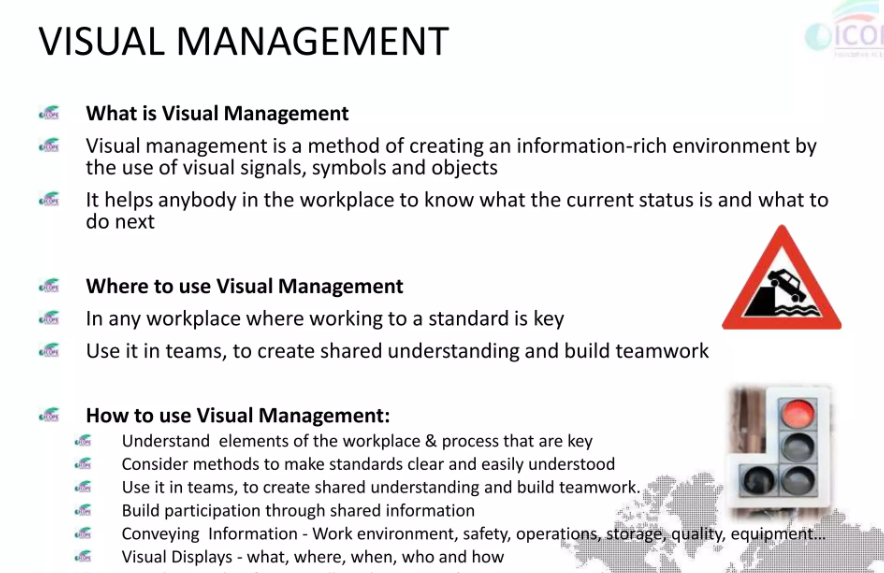 VISUAL MANAGEMENT
What is Visual Management
Visual management is a method of creating an information-rich environment by
the use of visual signals, symbols and objects
It helps anybody in the workplace to know what the current status is and what to
do next
Where to use Visual Management
In any workplace where working to a standard is key
Use it in teams, to create shared understanding and build teamwork
How to use Visual Management:
Understand  elements of the workplace & process that are key
Consider methods to make standards clear and easily understood
Use it in teams, to create shared understanding and build teamwork.
Build participation through shared information
Conveying  Information - Work environment, safety, operations, storage, quality, equipment...
Visual Displays - what, where, when, who and how